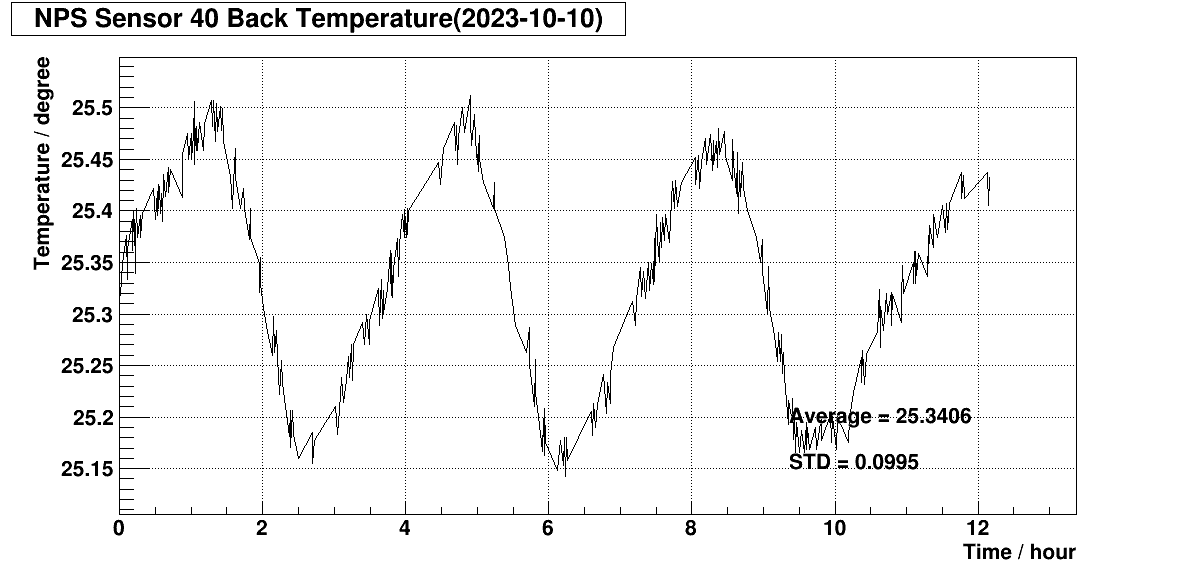 NPS Sensor 40 Back Temperature(2023-10-10)
Temperature / degree
25.5
25.45
25.4
25.35
25.3
25.25
25.2
25.15
Average = 25.3406
STD = 0.0995
0 2 4 6 8 10 12
Time / hour